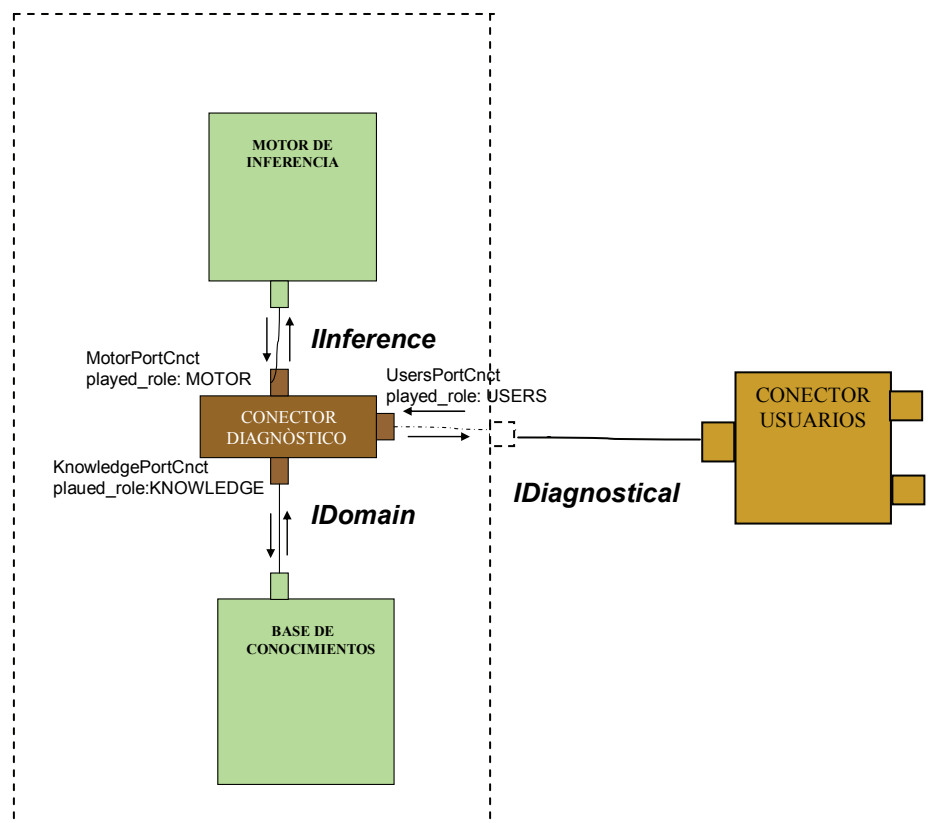 MOTOR DE
INFERENCIA
IInference
MotorPortCnct
played_role: MOTOR
UsersPortCnct
played_role: USERS
CONECTOR
DIAGNÒSTICO
CONECTOR
USUARIOS
KnowledgePortCnct
plaued_role:KNOWLEDGE
IDiagnostical
IDomain
BASE DE
CONOCIMIENTOS